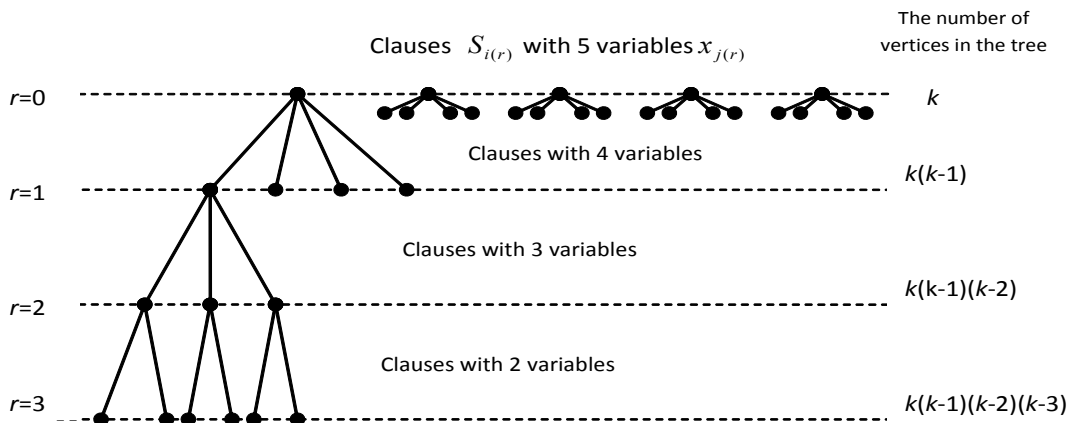 The number of
vertices in the tree
Clauses S_{i(r)} with 5 variables x_{j(r)}
r=0
k
Clauses with 4 variables
r=1
k(k-1)
Clauses with 3 variables
r=2
k(k-1)(k-2)
Clauses with 2 variables
r=3
k(k-1)(k-2)(k-3)